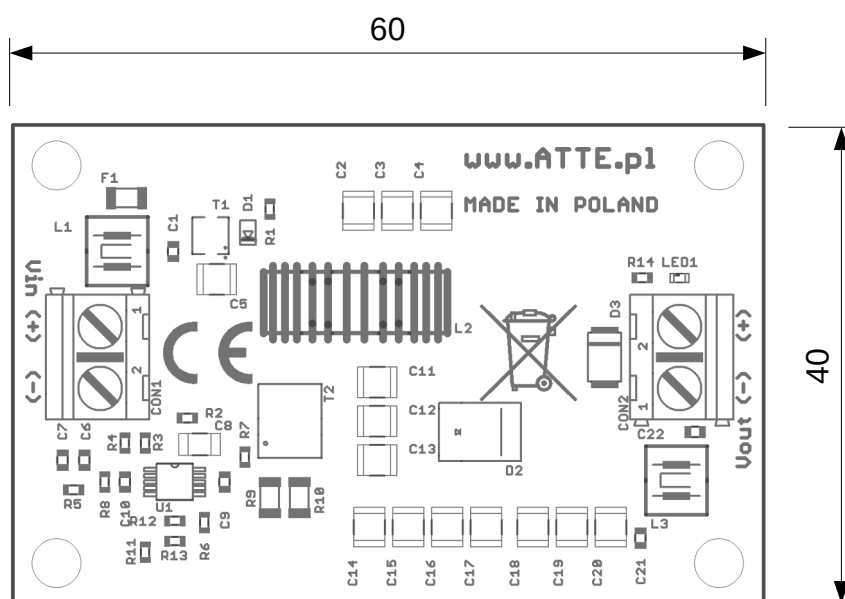 60
www.ATTE.pl
MADE IN POLAND
C2
C3
C4
F1
T1
D1
L1
C1
R1
R14
LED1
Vin
(+)
(-)
C5
L2
D3
(+)
(-)
Vout
40
1
2
CON1
2
1
CON2
CE
T2
C11
C12
C13
D2
C22
R2
C8
R7
C7
C6
R4
R3
R5
R8
C10
U1
R12
R13
R11
R6
C9
R9
R10
L3
C14
C15
C16
C17
C18
C19
C20
C21